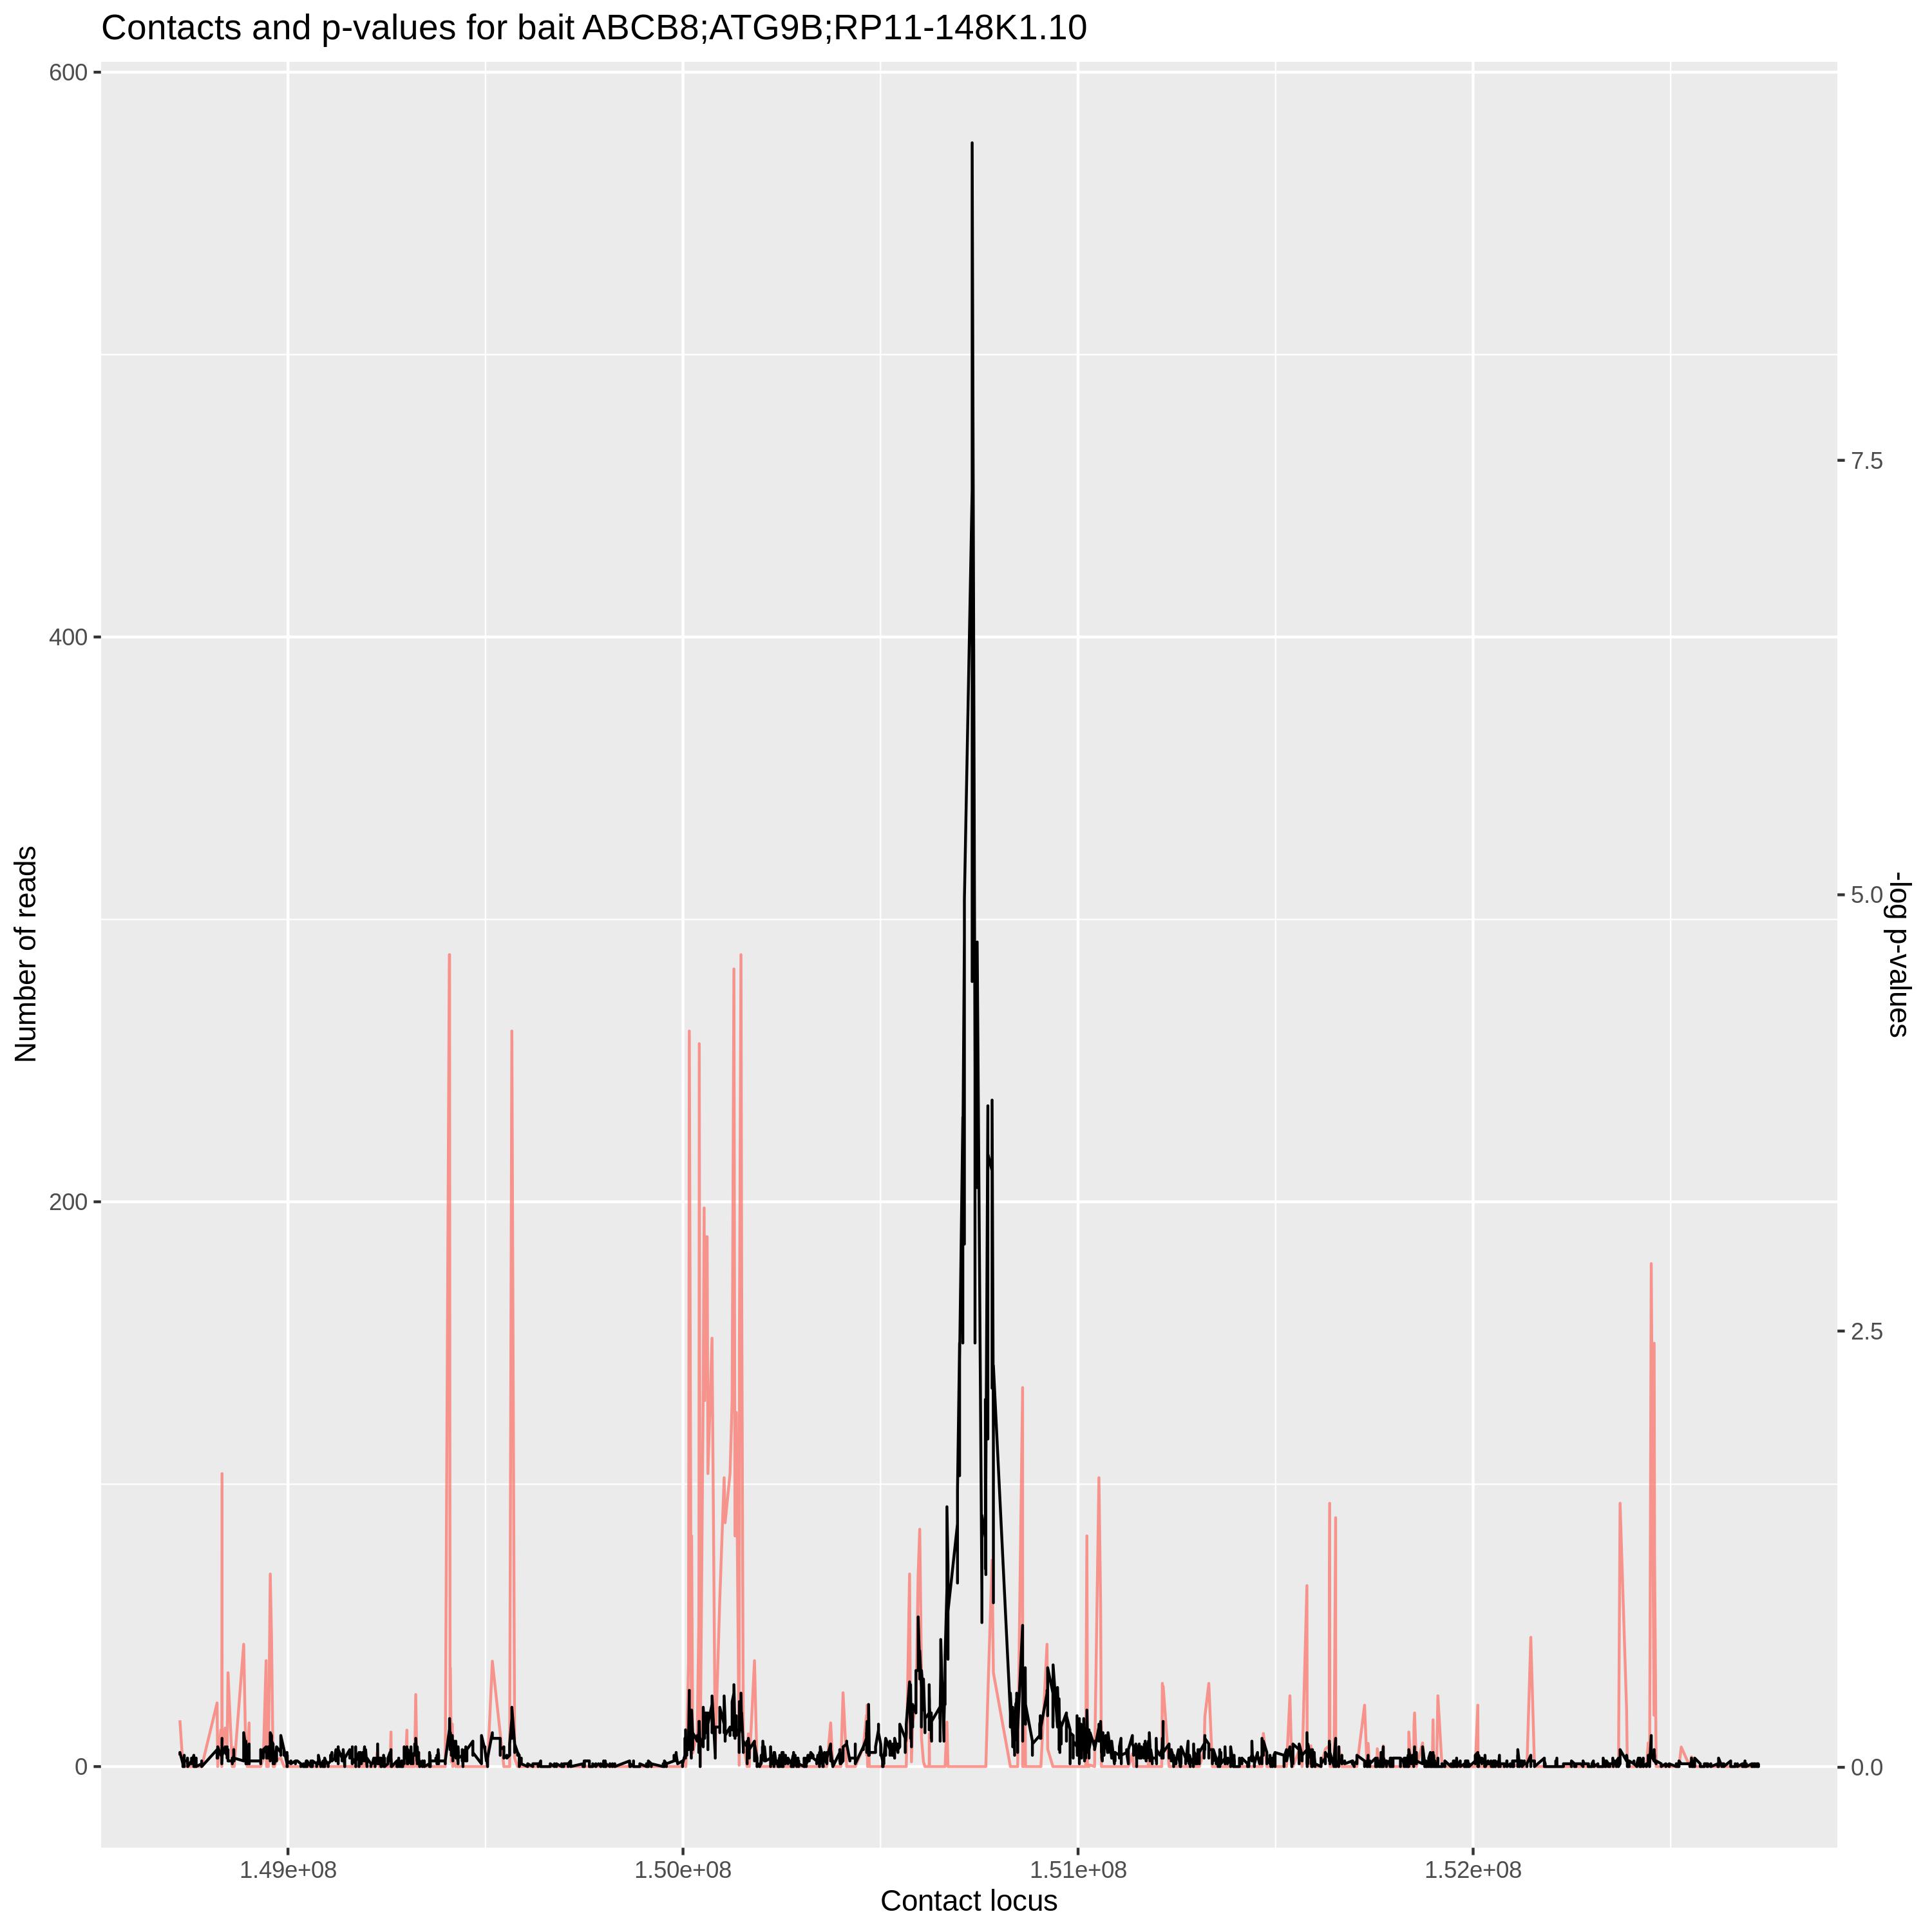 Contacts and p-values for bait ABCB8;ATG9B;RP11-148K1.10
600
400
200
0
Number of reads
7.5
5.0
2.5
0.0
-log p-values
1.49e+08
1.50e+08
1.51e+08
1.52e+08
Contact locus